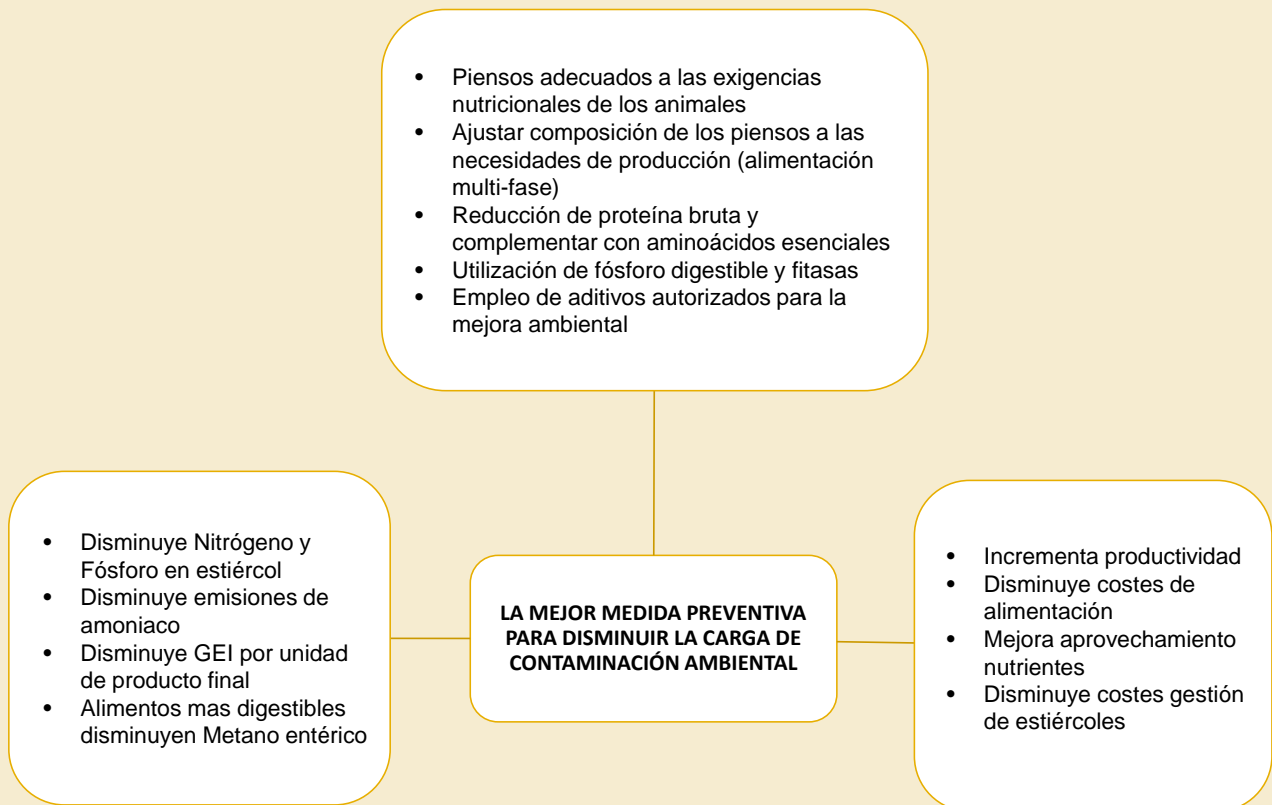 • Piensos adecuados a las exigencias
nutricionales de los animales
• Ajustar composición de los piensos a las
necesidades de producción (alimentación
multi-fase)
• Reducción de proteína bruta y
complementar con aminoácidos esenciales
• Utilización de fósforo digestible y fitasas
• Empleo de aditivos autorizados para la
mejora ambiental
• Disminuye Nitrógeno y
Fósforo en estiércol
• Disminuye emisiones de
amoniaco
• Disminuye GEI por unidad
de producto final
• Alimentos mas digestibles
disminuyen Metano entérico
LA MEJOR MEDIDA PREVENTIVA
PARA DISMINUIR LA CARGA DE
CONTAMINACIÓN AMBIENTAL
• Incrementa productividad
• Disminuye costes de
alimentación
• Mejora aprovechamiento
nutrientes
• Disminuye costes gestión
de estiércoles